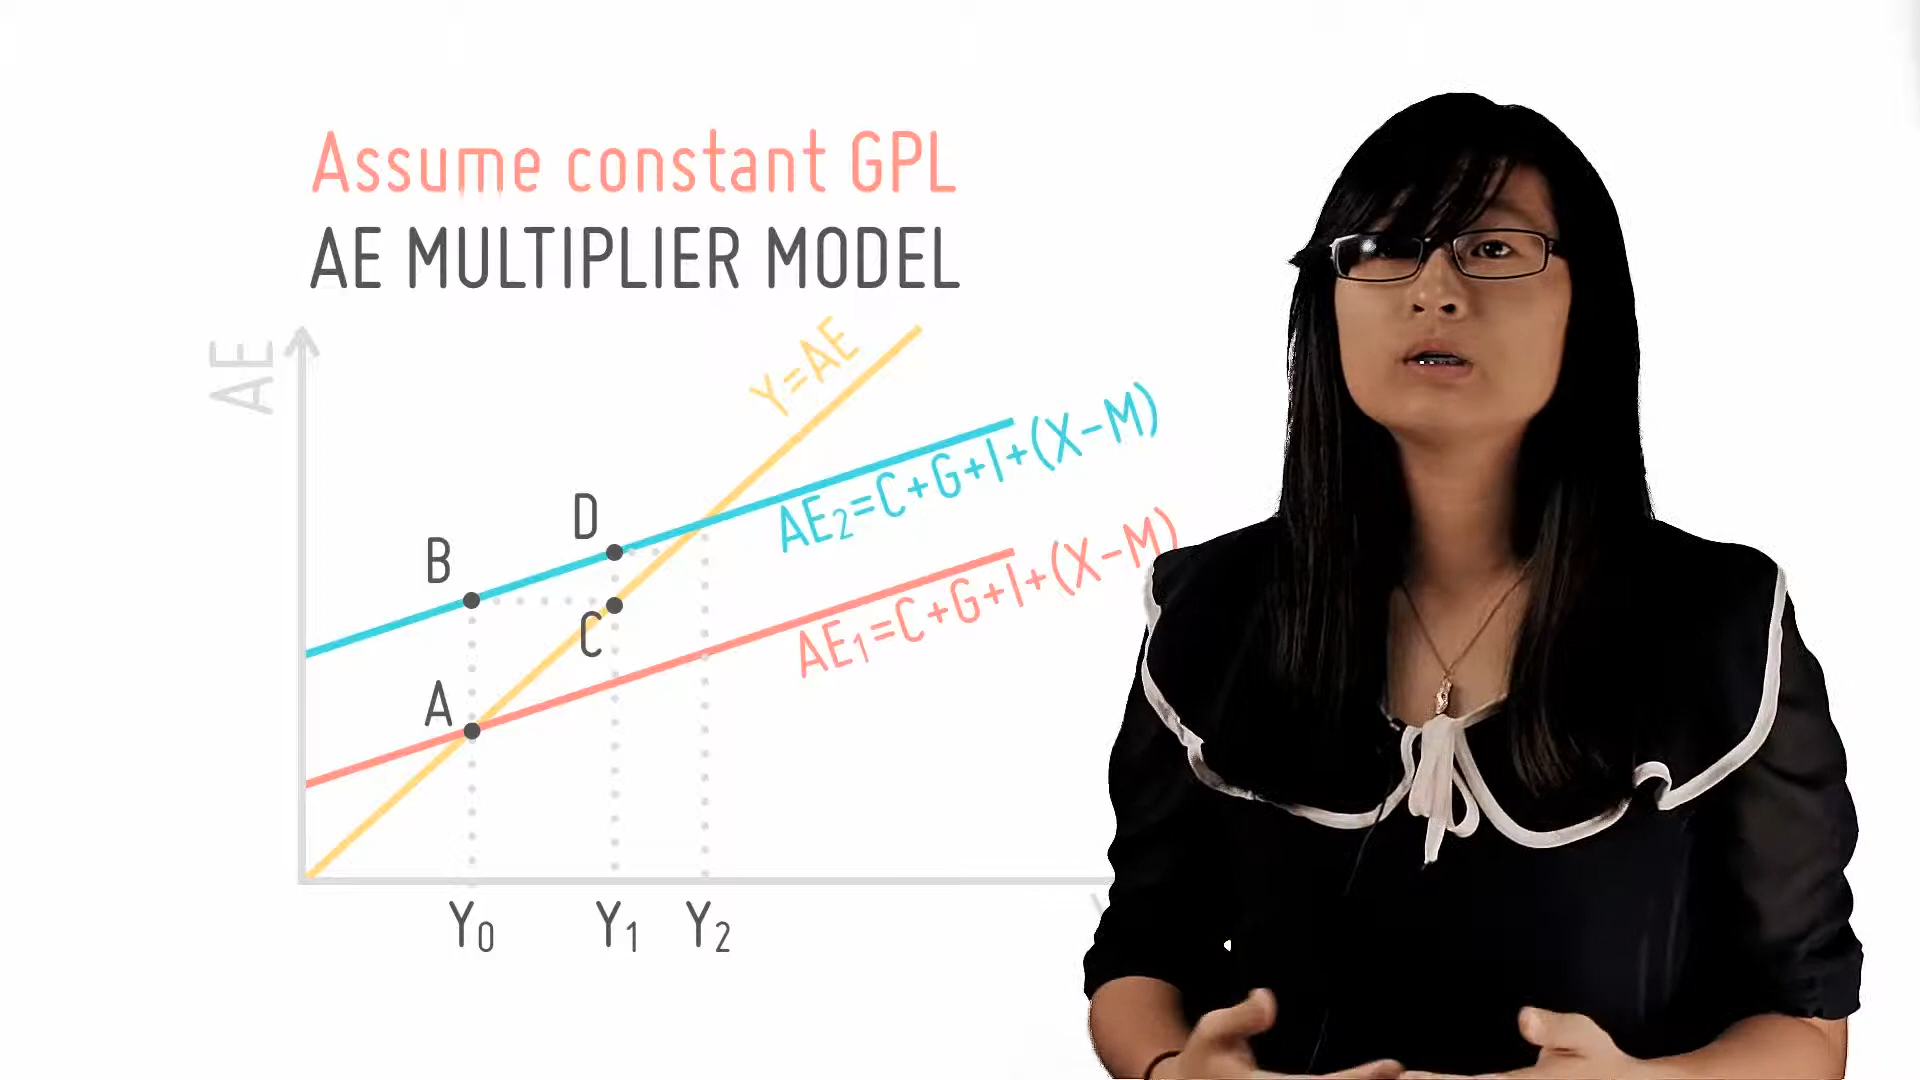 Assume constant GPL
AE MULTIPLIER MODEL
AE
Y=AE
AE₂=C+G+I+(X-M)
AE₁=C+G+I+(X-M)
D
B
C
A
Y₀ Y₁ Y₂